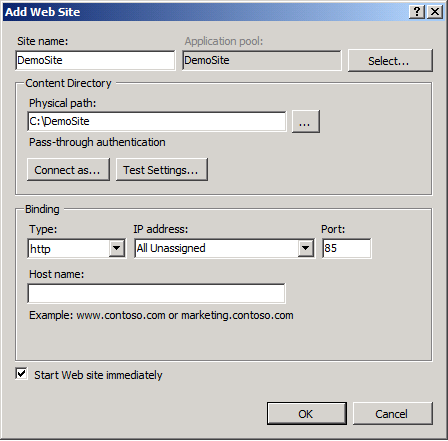 Add Web Site
Site name: Application pool:
DemoSite DemoSite Select...
Content Directory
Physical path:
C:\DemoSite ...
Pass-through authentication
Connect as... Test Settings...
Binding
Type: IP address: Port:
http All Unassigned 85
Host name:
Example: www.contoso.com or marketing.contoso.com
Start Web site immediately
OK Cancel